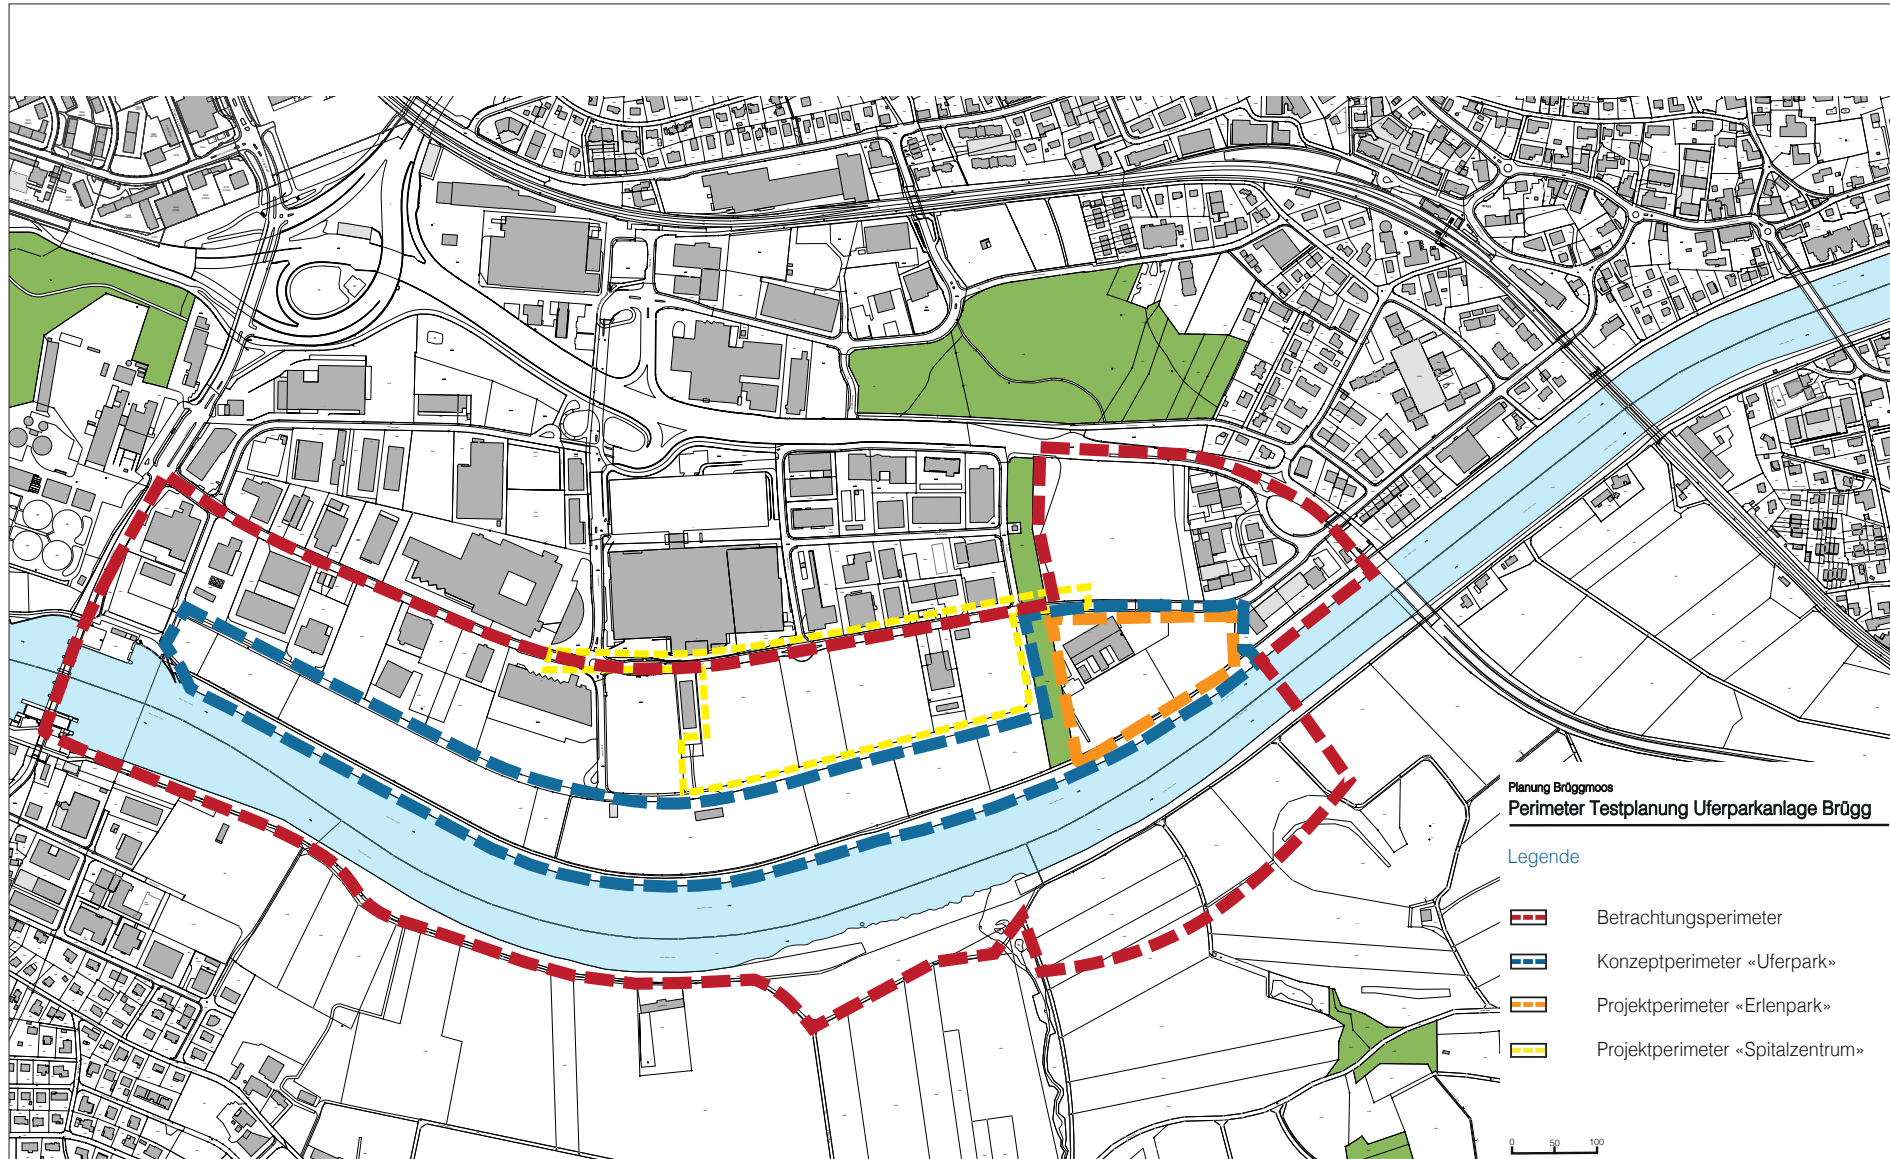 Planung Brüggmoos
Perimeter Testplanung Uferparkanlage Brügg
Legende
Betrachtungsperimeter
Konzeptperimeter «Uferpark»
Projektperimeter «Erlenpark»
Projektperimeter «Spitalzentrum»
0 50 100